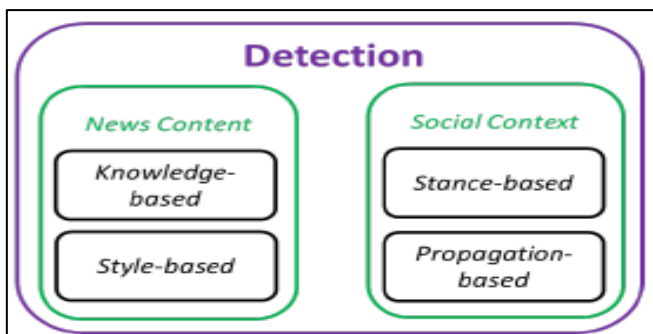 Detection
News Content
Knowledge-
based
Style-based
Social Context
Stance-based
Propagation-
based